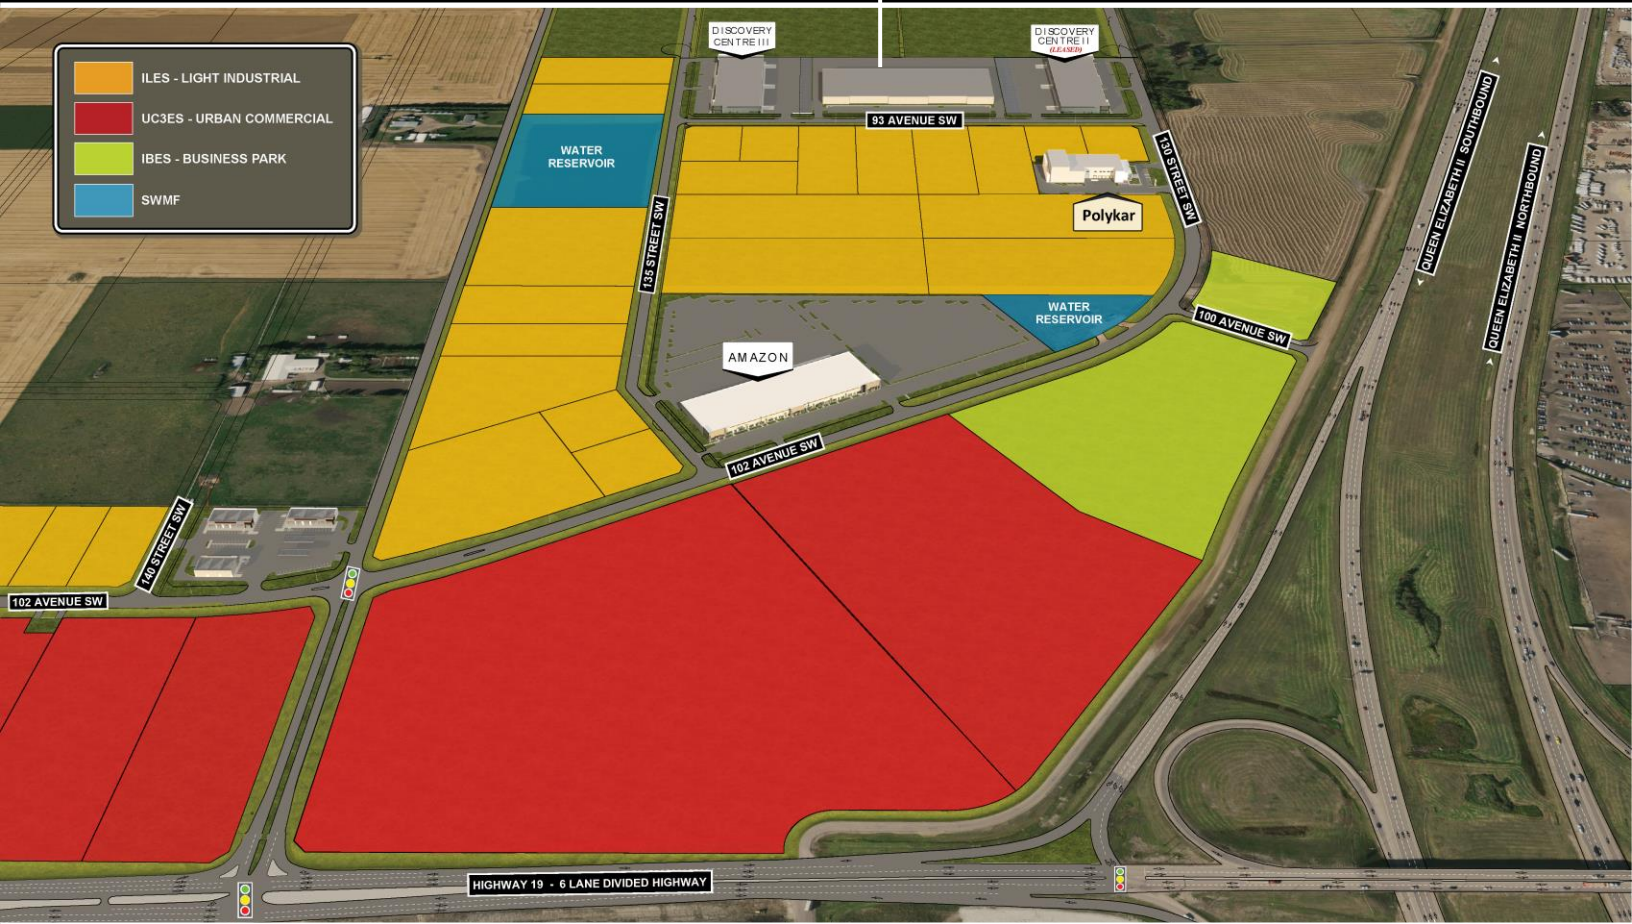 DISCOVERY
CENTRE III
DISCOVERY
CENTRE II
(LEASED)
ILES - LIGHT INDUSTRIAL
UC3ES - URBAN COMMERCIAL
IBES - BUSINESS PARK
SWMF
93 AVENUE SW
WATER
RESERVOIR
130 STREET SW
QUEEN ELIZABETH II SOUTHBOUND
QUEEN ELIZABETH II NORTHBOUND
Polykar
135 STREET SW
WATER
RESERVOIR
100 AVENUE SW
AMAZON
102 AVENUE SW
140 STREET SW
102 AVENUE SW
HIGHWAY 19 - 6 LANE DIVIDED HIGHWAY